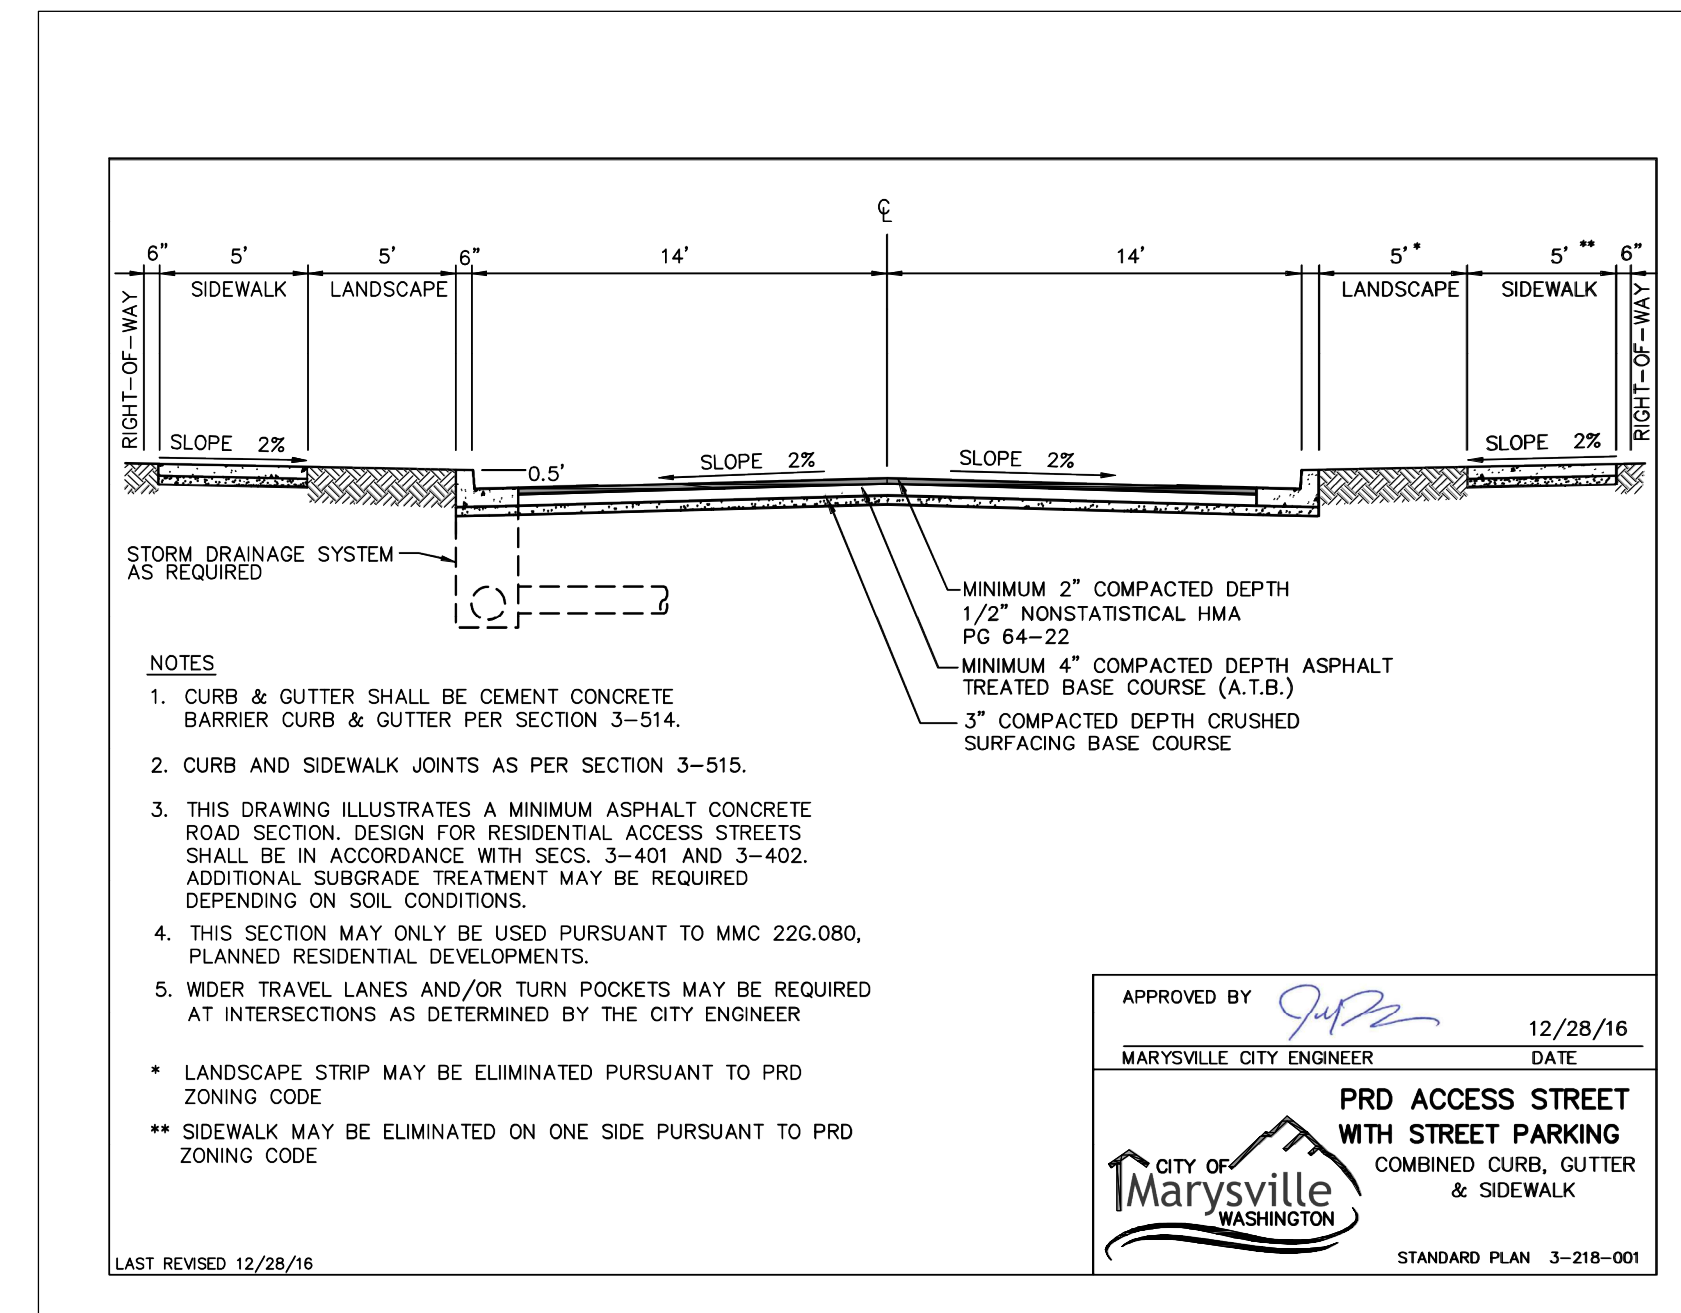 ℄
6” 5’ 5’ 6” 14’ 14’ 5’* 5’ ** 6”
SIDEWALK LANDSCAPE LANDSCAPE SIDEWALK
RIGHT-OF-WAY
RIGHT-OF-WAY
SLOPE 2%
0.5’
SLOPE 2%
SLOPE 2%
SLOPE 2%
STORM DRAINAGE SYSTEM
AS REQUIRED
MINIMUM 2” COMPACTED DEPTH
1/2” NONSTATISTICAL HMA
PG 64-22
MINIMUM 4” COMPACTED DEPTH ASPHALT
TREATED BASE COURSE (A.T.B.)
3” COMPACTED DEPTH CRUSHED
SURFACING BASE COURSE
NOTES
1. CURB & GUTTER SHALL BE CEMENT CONCRETE
BARRIER CURB & GUTTER PER SECTION 3-514.
2. CURB AND SIDEWALK JOINTS AS PER SECTION 3-515.
3. THIS DRAWING ILLUSTRATES A MINIMUM ASPHALT CONCRETE
ROAD SECTION. DESIGN FOR RESIDENTIAL ACCESS STREETS
SHALL BE IN ACCORDANCE WITH SECS. 3-401 AND 3-402.
ADDITIONAL SUBGRADE TREATMENT MAY BE REQUIRED
DEPENDING ON SOIL CONDITIONS.
4. THIS SECTION MAY ONLY BE USED PURSUANT TO MMC 22G.080,
PLANNED RESIDENTIAL DEVELOPMENTS.
5. WIDER TRAVEL LANES AND/OR TURN POCKETS MAY BE REQUIRED
AT INTERSECTIONS AS DETERMINED BY THE CITY ENGINEER
* LANDSCAPE STRIP MAY BE ELIIMINATED PURSUANT TO PRD
ZONING CODE
** SIDEWALK MAY BE ELIMINATED ON ONE SIDE PURSUANT TO PRD
ZONING CODE
LAST REVISED 12/28/16
APPROVED BY
12/28/16
MARYSVILLE CITY ENGINEER DATE
CITY OF
Marysville
WASHINGTON
PRD ACCESS STREET
WITH STREET PARKING
COMBINED CURB, GUTTER
& SIDEWALK
STANDARD PLAN 3-218-001